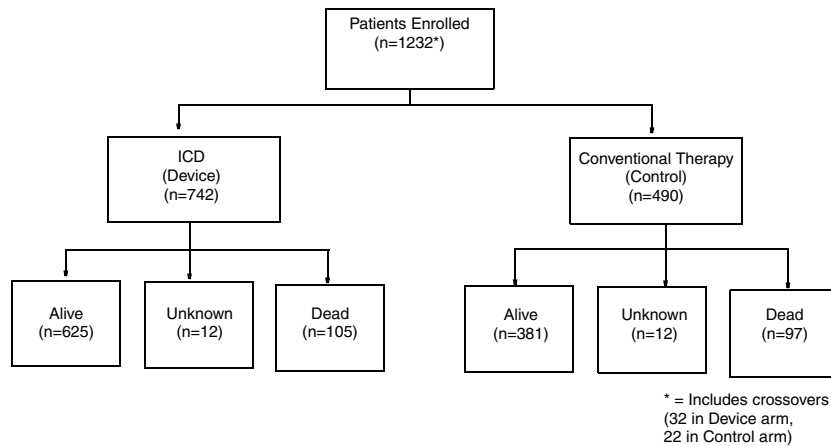 Patients Enrolled
(n=1232*)
ICD
(Device)
(n=742)
Conventional Therapy
(Control)
(n=490)
Alive
(n=625)
Unknown
(n=12)
Dead
(n=105)
Alive
(n=381)
Unknown
(n=12)
Dead
(n=97)
* = Includes crossovers
(32 in Device arm,
22 in Control arm)